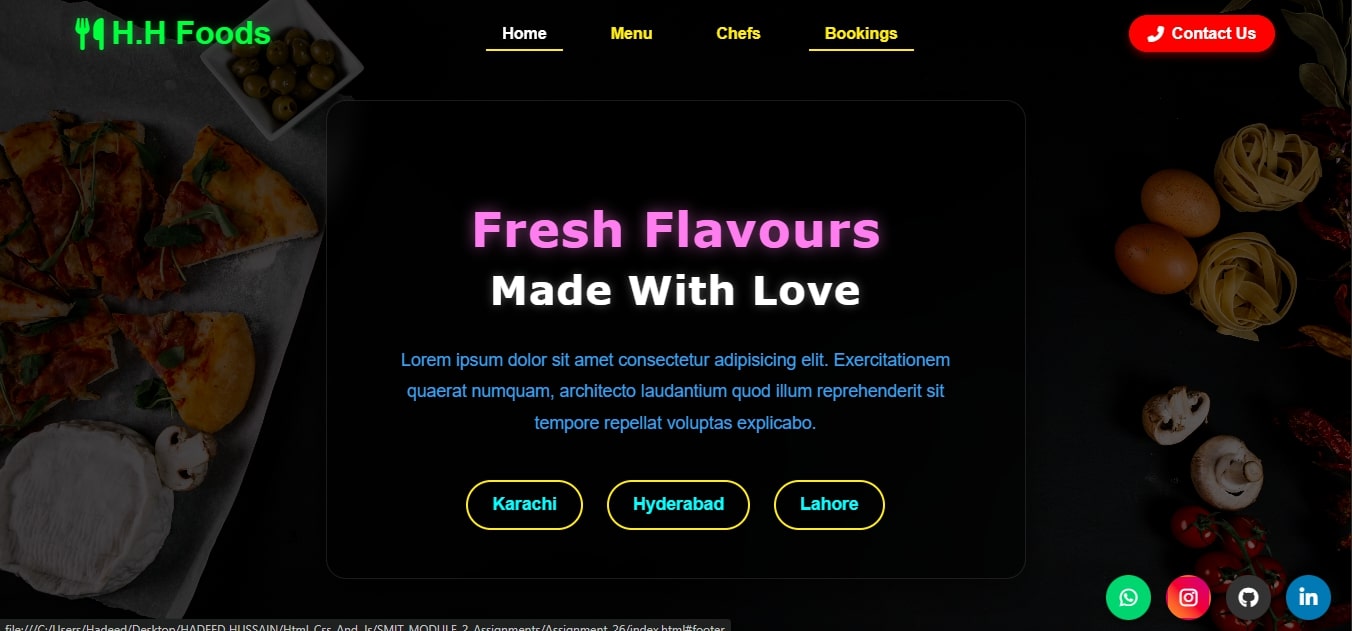 H.H Foods
Home
Menu
Chefs
Bookings
Contact Us
Fresh Flavours
Made With Love
Lorem ipsum dolor sit amet consectetur adipisicing elit. Exercitationem
quaerat numquam, architecto laudantium quod illum reprehenderit sit
tempore repellat voluptas explicabo.
Karachi
Hyderabad
Lahore
in
file:///C:/Users/Hadeed/Desktop/HADEED HUSSAIN/Html_Css_And_Js/SMIT_MODULE_2_Assignments/Assignment_26/index.html#footer